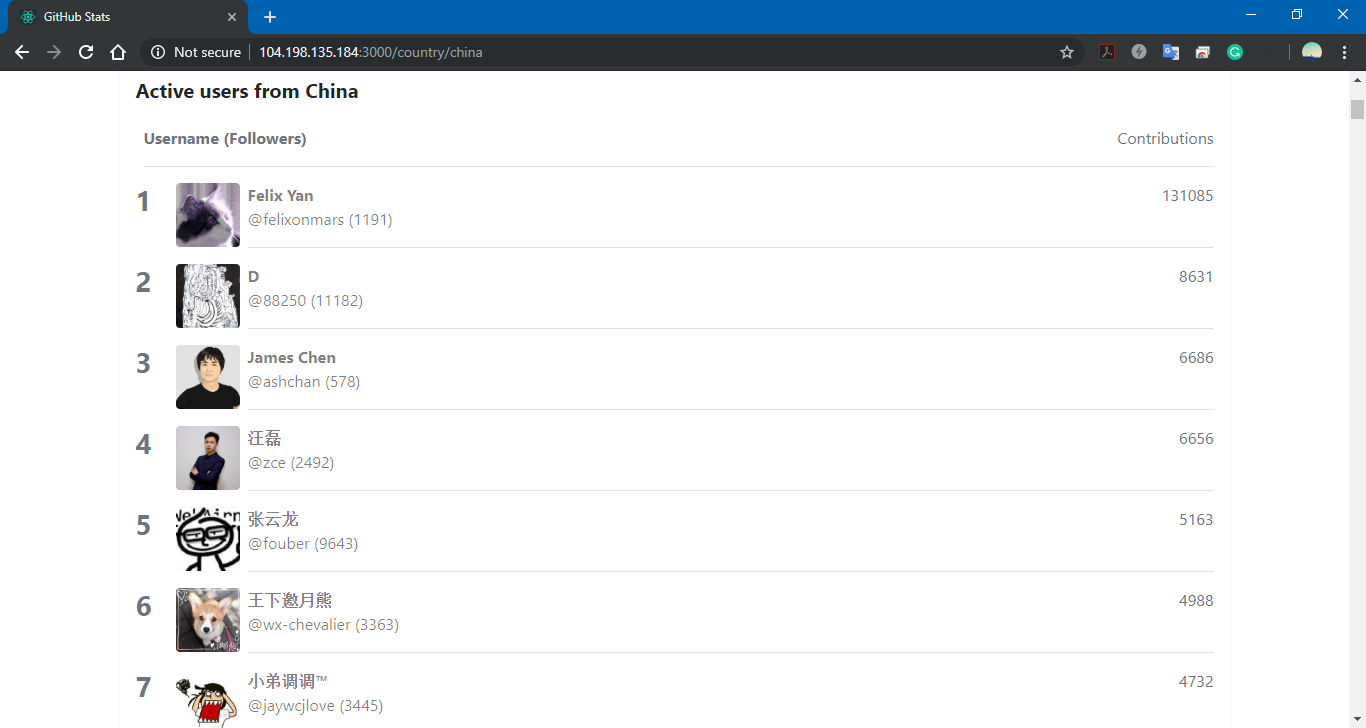 GitHub Stats
Not secure 104.198.135.184:3000/country/china
Active users from China
Username (Followers) Contributions
1 Felix Yan 131085
@felixonmars (1191)
2 D 8631
@88250 (11182)
3 James Chen 6686
@ashchan (578)
4 汪磊 6656
@zce (2492)
5 张云龙 5163
@fouber (9643)
6 王下邀月熊 4988
@wx-chevalier (3363)
7 小弟调调™ 4732
@jaywcjlove (3445)